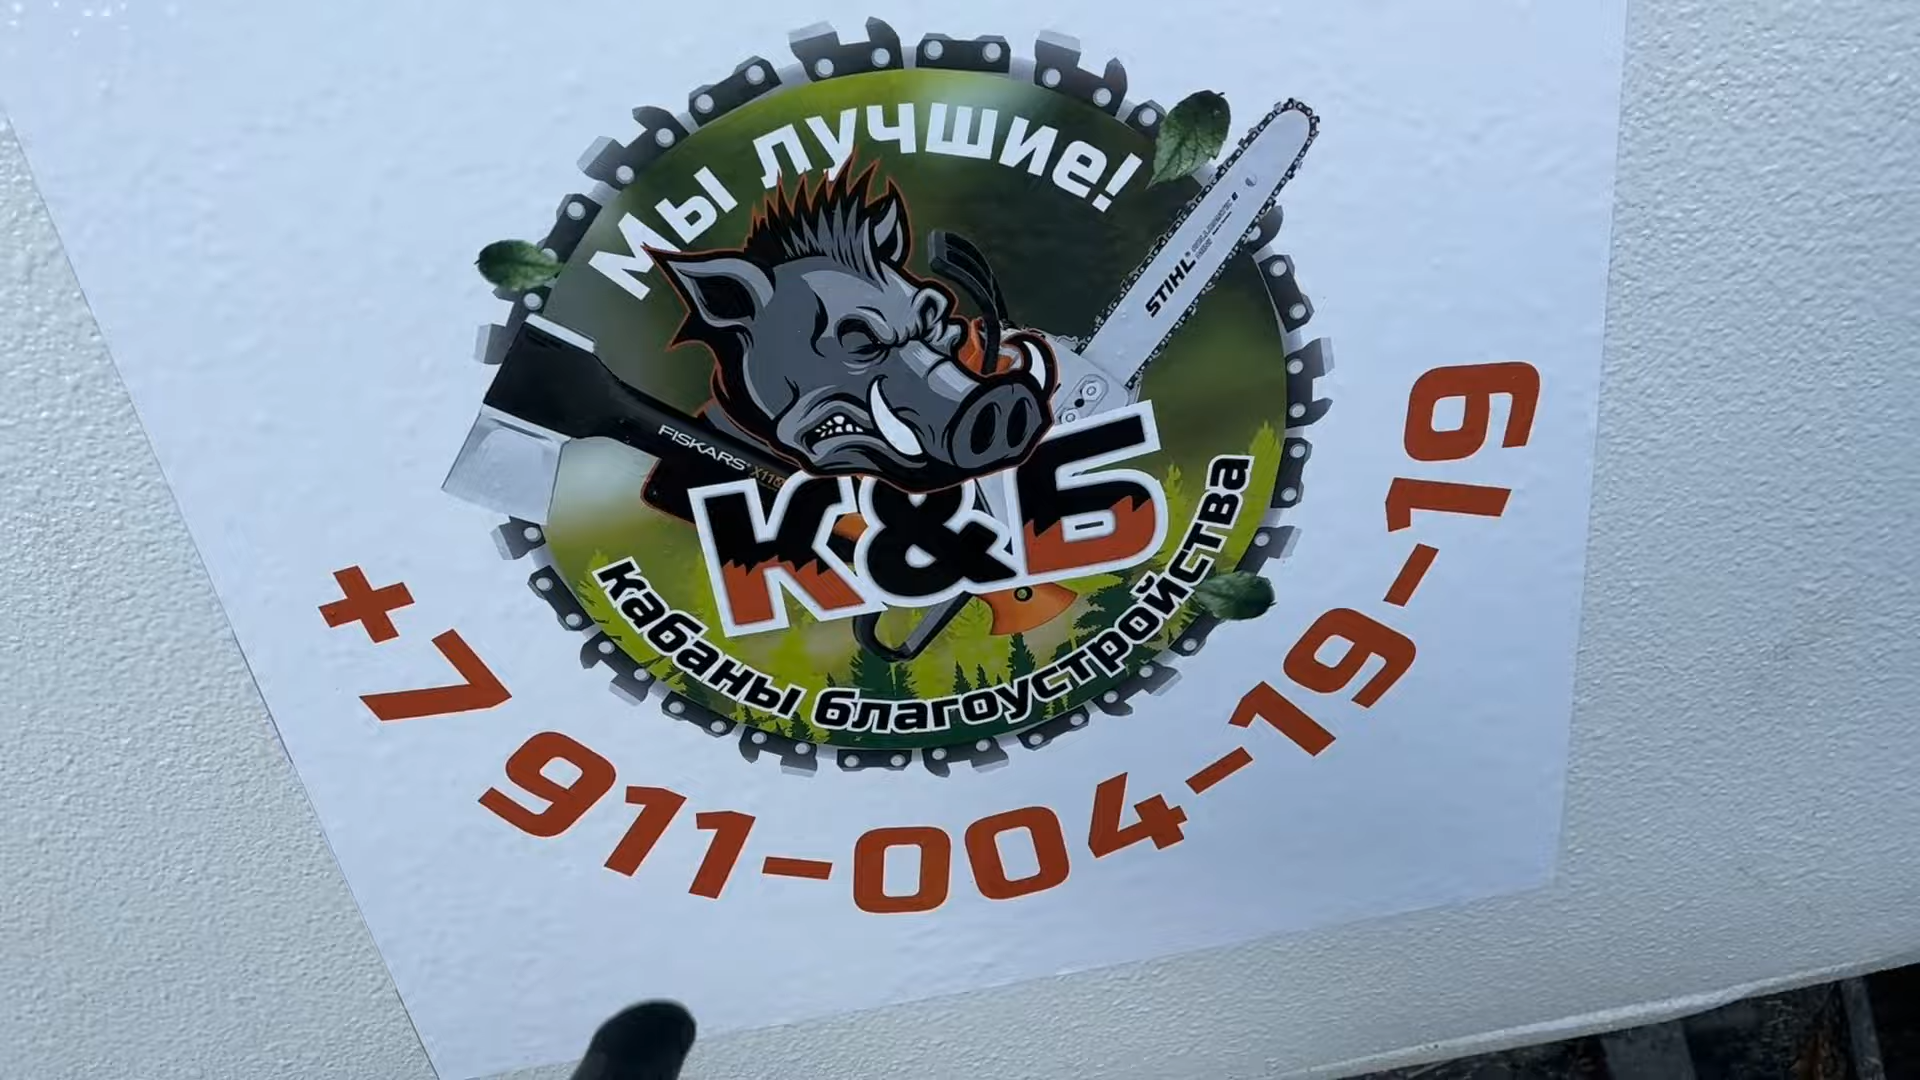 Мы лучшие!
STIHL
FISKARS
К&Б
кабаны благоустройства
+7 911-004-19-19